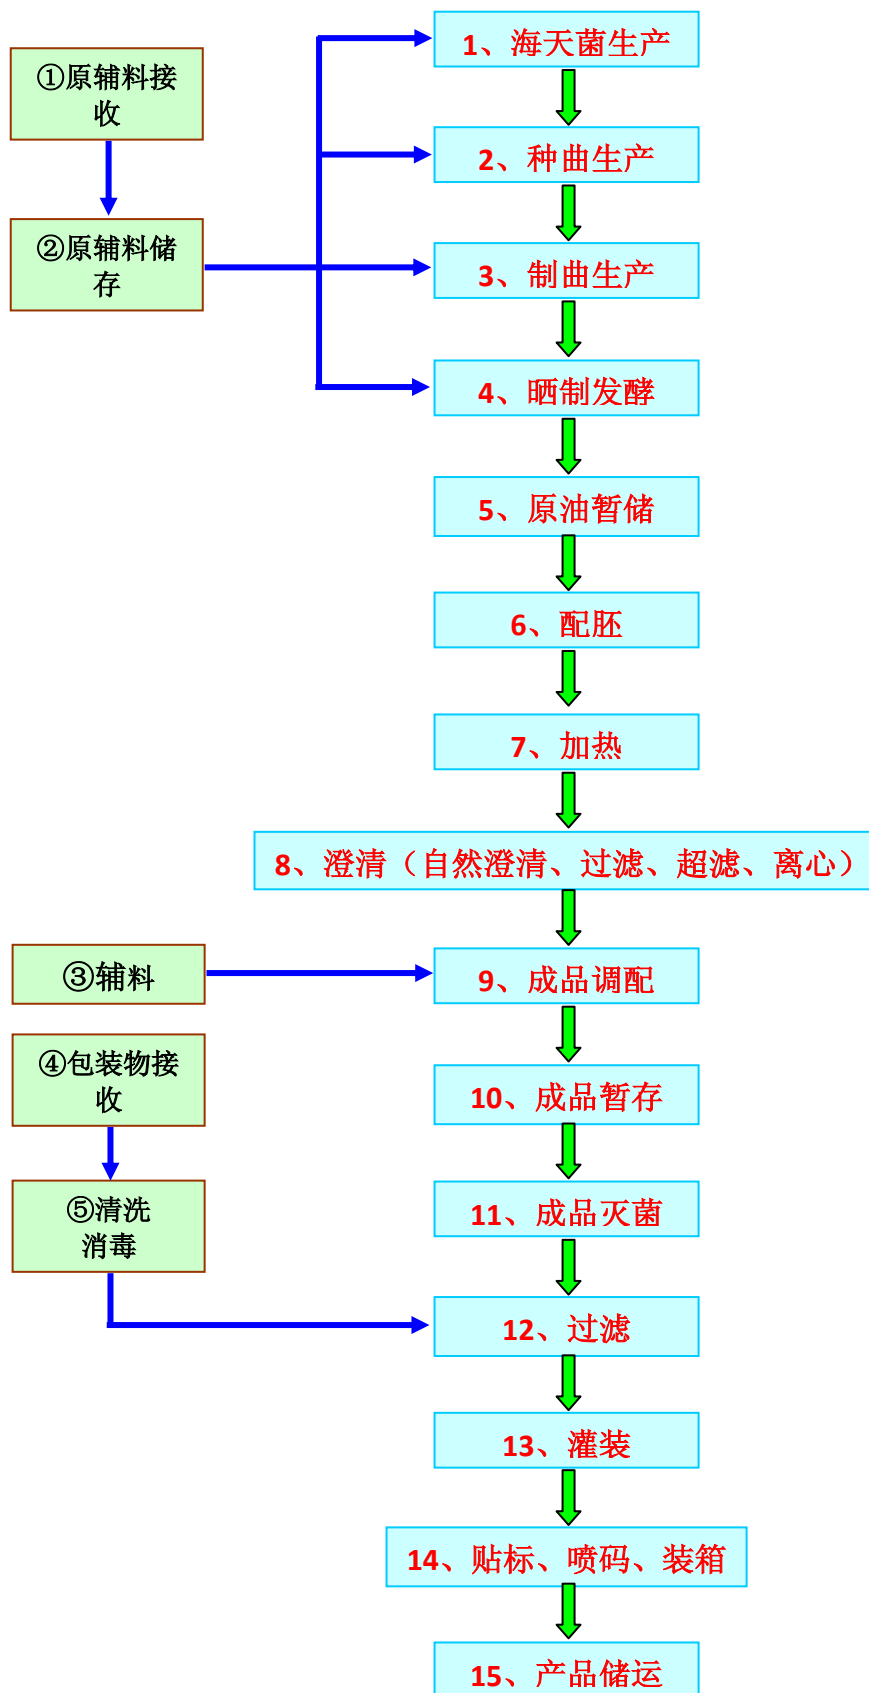 1、海天菌生产
①原辅料接
收
2、种曲生产
②原辅料储
存
3、制曲生产
4、晒制发酵
5、原油暂储
6、配胚
7、加热
8、澄清（自然澄清、过滤、超滤、离心）
③辅料
9、成品调配
④包装物接
收
10、成品暂存
⑤清洗
消毒
11、成品灭菌
12、过滤
13、灌装
14、贴标、喷码、装箱
15、产品储运